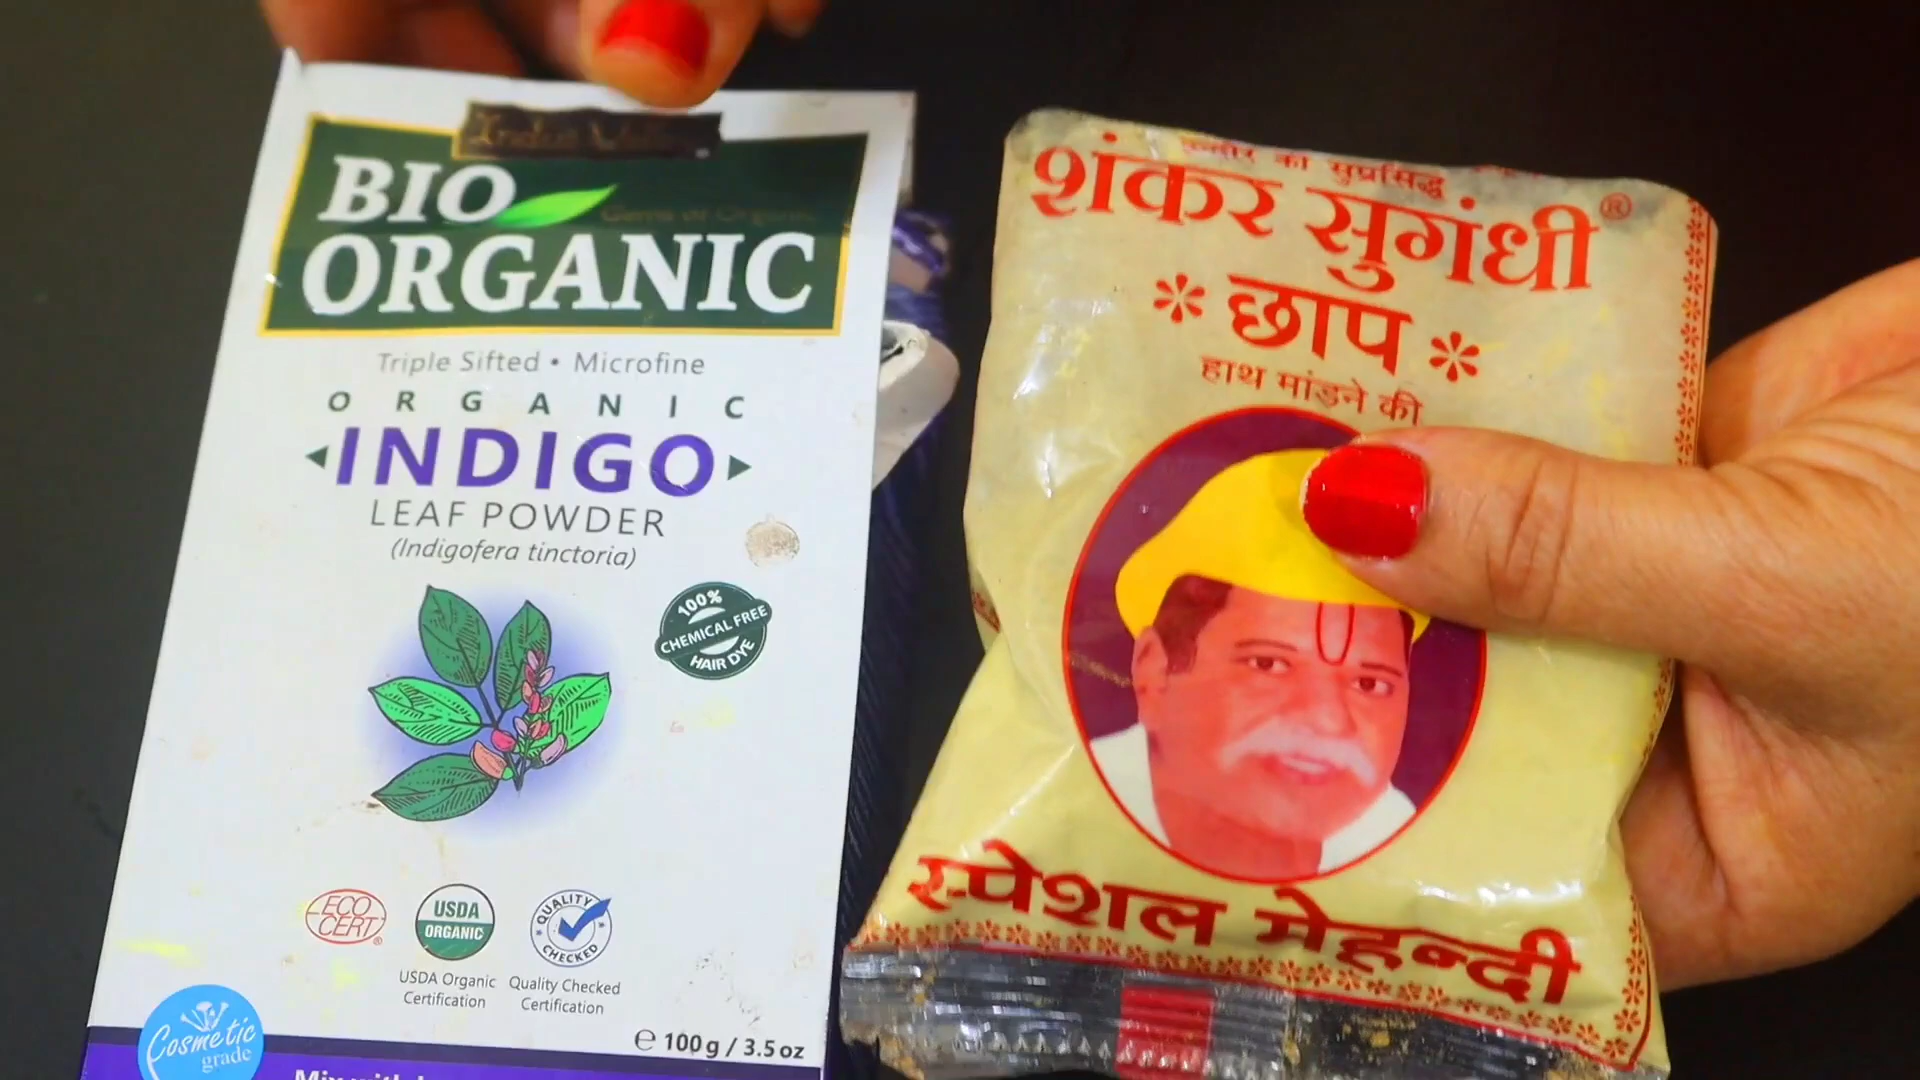 BIO
ORGANIC
Triple Sifted • Microfine
ORGANIC
INDIGO
LEAF POWDER
(Indigofera tinctoria)
100%
CHEMICAL FREE
HAIR DYE
ECO
CERT
USDA
ORGANIC
QUALITY
CHECKED
USDA Organic
Certification
Quality Checked
Certification
Cosmetic
grade
℮ 100g / 3.5oz
की सुप्रसिद्ध
शंकर सुगंधी®
* छाप *
हाथ मांडने की
स्पेशल मेहन्दी